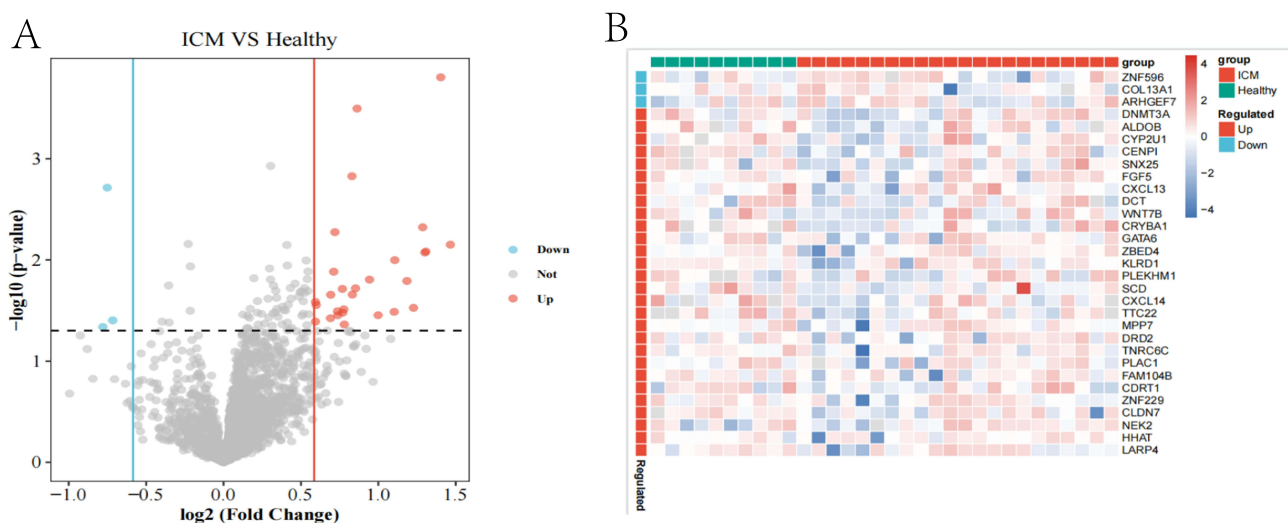 A
ICM VS Healthy
−log10 (p−value)
3
2
1
0
−1.0 −0.5 0.0 0.5 1.0 1.5
log2 (Fold Change)
Down
Not
Up
B
group
ZNF596
COL13A1
ARHGEF7
DNMT3A
ALDOB
CYP2U1
CENPI
SNX25
FGF5
CXCL13
DCT
WNT7B
CRYBA1
GATA6
ZBED4
KLRD1
PLEKHM1
SCD
CXCL14
TTC22
MPP7
DRD2
TNRC6C
PLAC1
FAM104B
CDRT1
ZNF229
CLDN7
NEK2
HHAT
LARP4
Regulated
4
2
0
−2
−4
group
ICM
Healthy
Regulated
Up
Down